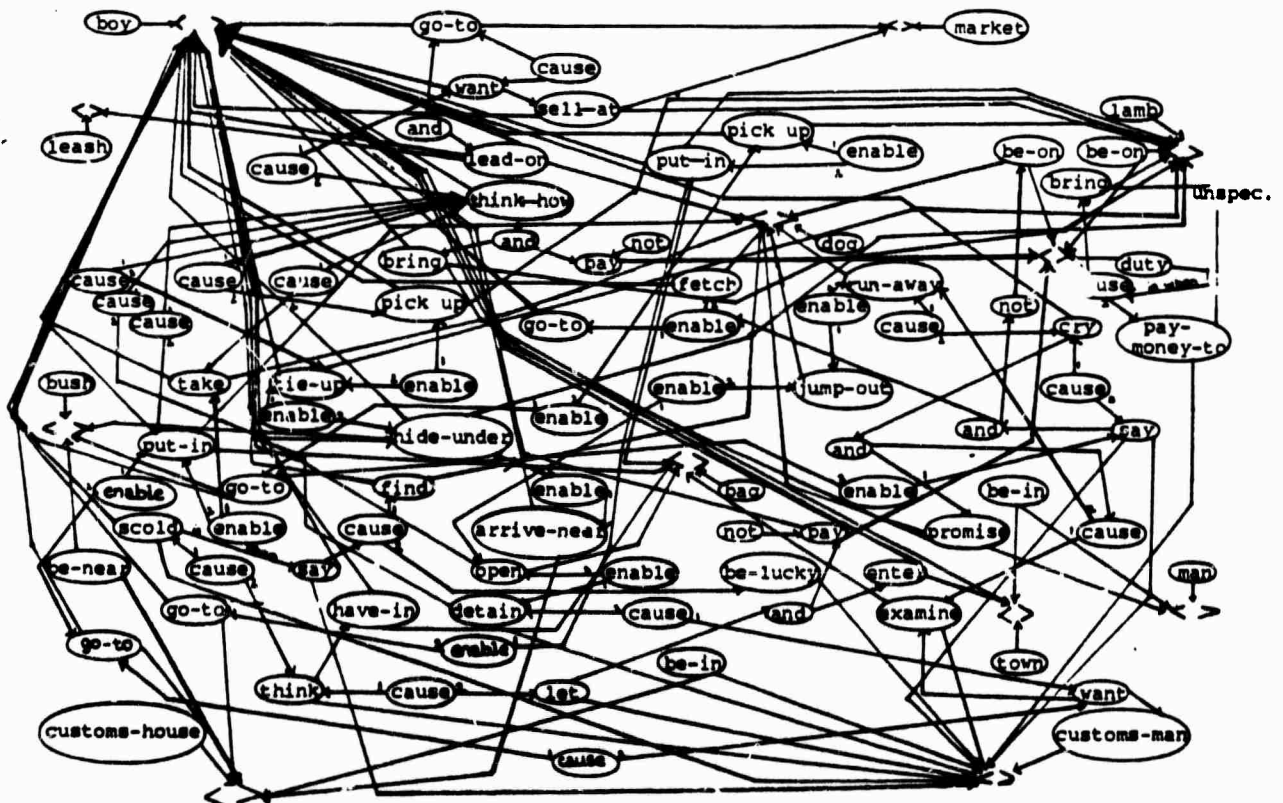 boy
go-to
market
cause
want
sell-at
lamb
leash
and
pick up
enable
be-on
be-on
lead-on
put-in
cause
bring
think-how
unspec.
and
not
dog
pay
bring
duty
cause
cause
cause
fetch
run-away
use
cause
pick up
enable
not
cause
go-to
enable
cause
cry
pay-
money-to
bush
take
tie-up
enable
enable
jump-out
cause
enable
enable
and
say
put-in
hide-under
and
enable
go-to
find
enable
bag
enable
be-in
scold
enable
cause
arrive-near
not
pay
promise
cause
be-near
cause
say
open
enable
be-lucky
enter
man
go-to
have-in
detain
cause
and
examine
go-to
enable
be-in
town
think
cause
let
want
customs-house
customs-man
cause